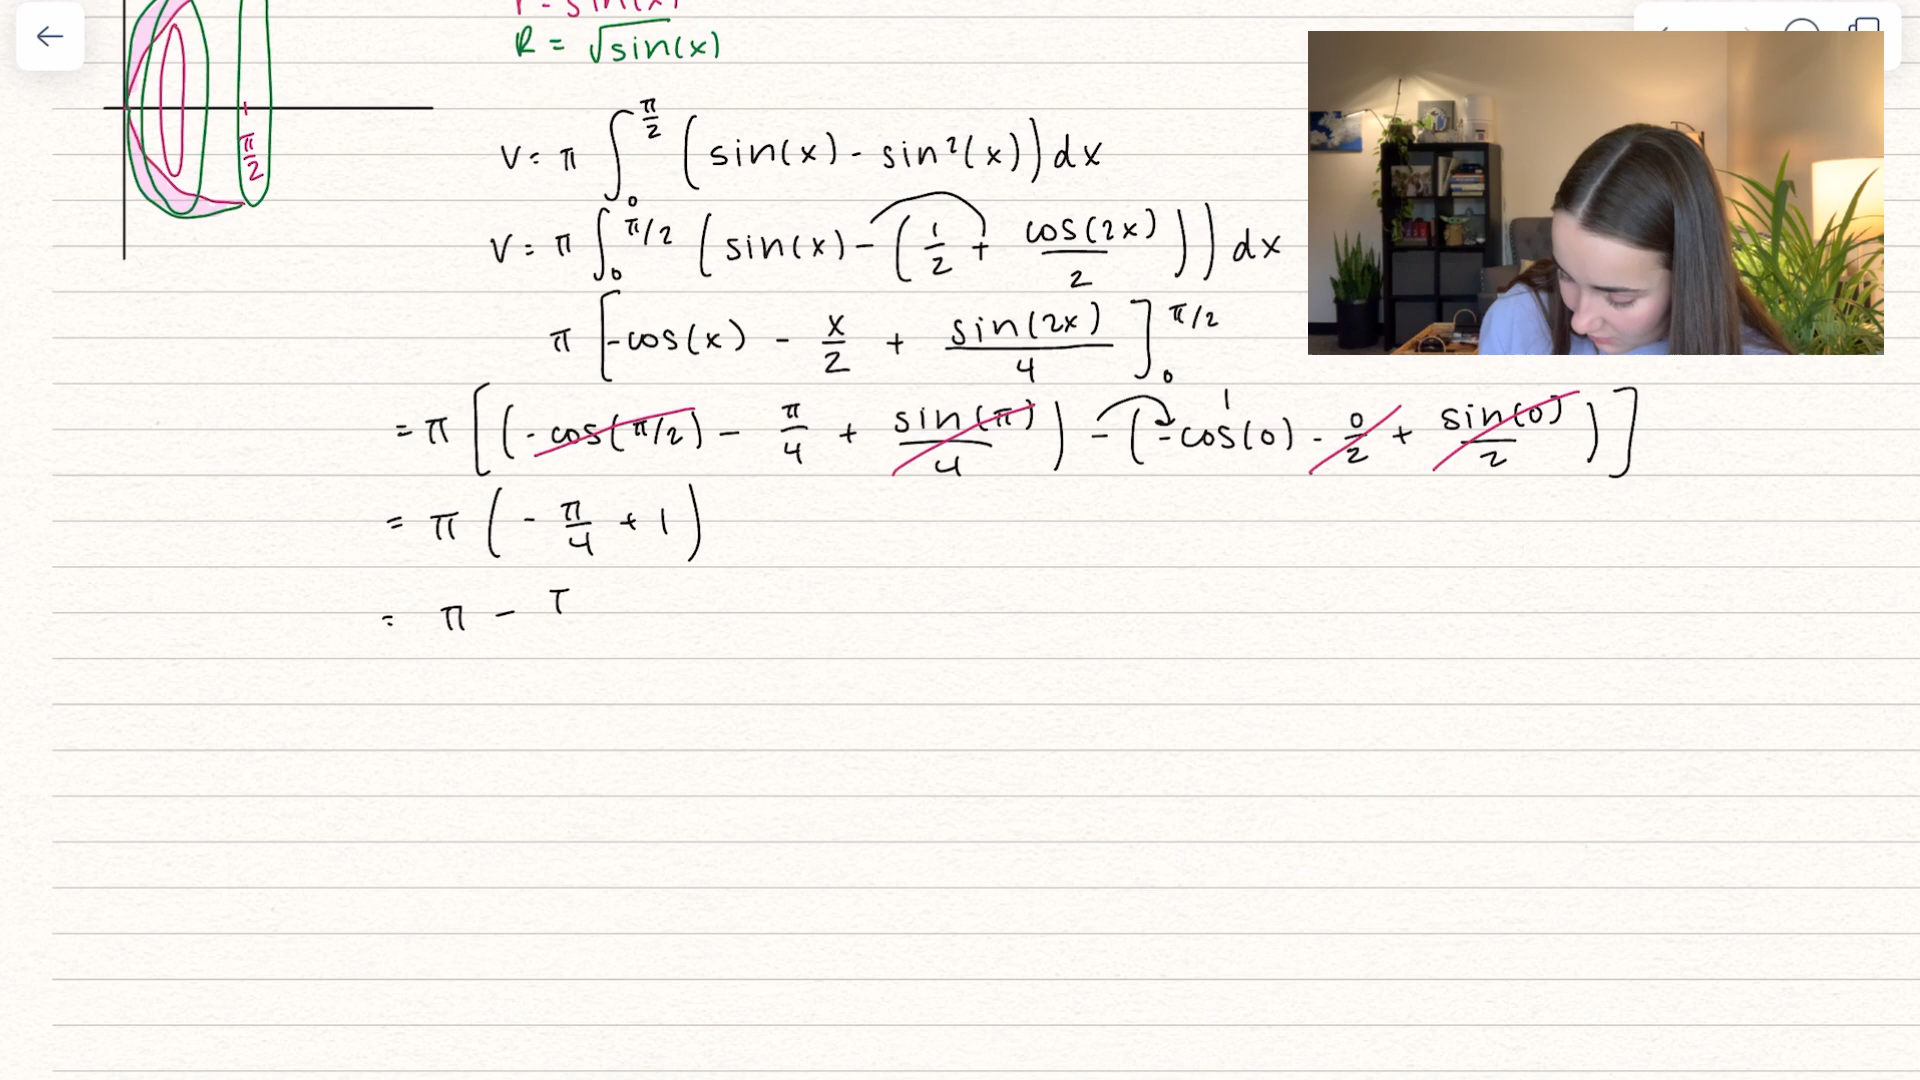 r = sin(x)
R = √sin(x)
V = π ∫₀^(π/2) (sin(x) - sin²(x)) dx
π/2
V = π ∫₀^(π/2) (sin(x) - (1/2 + cos(2x)/2)) dx
π [-cos(x) - x/2 + sin(2x)/4]₀^(π/2)
= π [(-cos(π/2) - π/4 + sin(π)/4) - (-cos(0) - 0/2 + sin(0)/2)]
1
= π (-π/4 + 1)
= π -